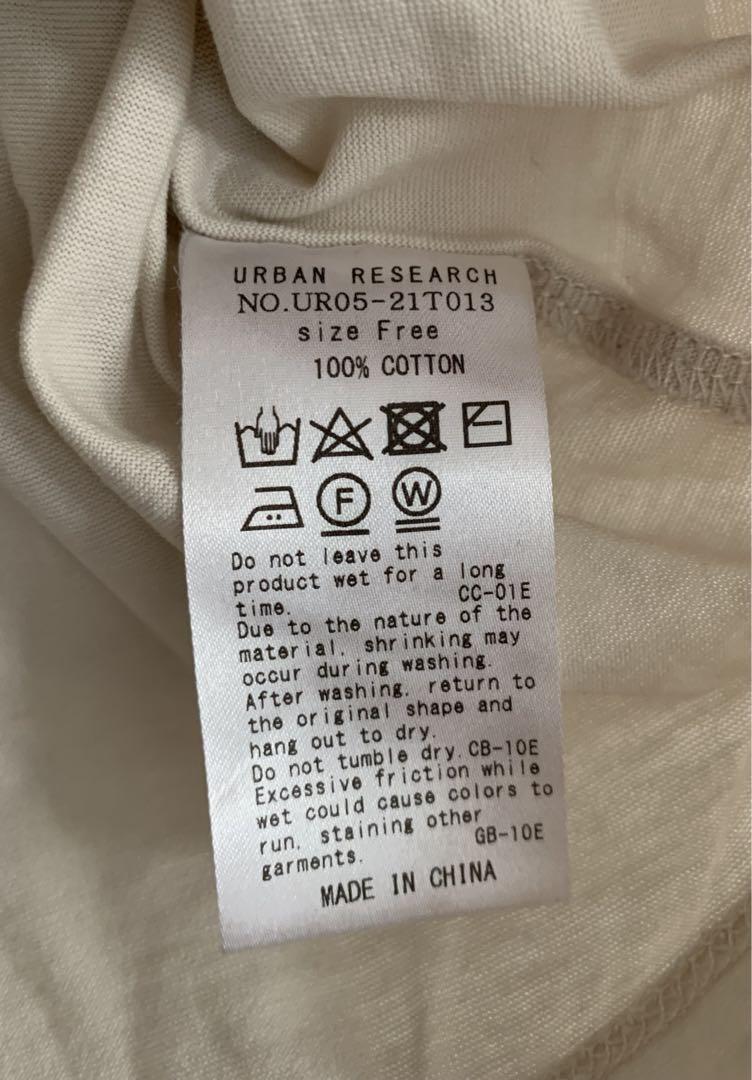 URBAN RESEARCH
NO.UR05-21T013
size Free
100% COTTON
F W
Do not leave this
product wet for a long
time. CC-01E
Due to the nature of the
material, shrinking may
occur during washing.
After washing, return to
the original shape and
hang out to dry.
Do not tumble dry. CB-10E
Excessive friction while
wet could cause colors to
run, staining other
garments. GB-10E
MADE IN CHINA